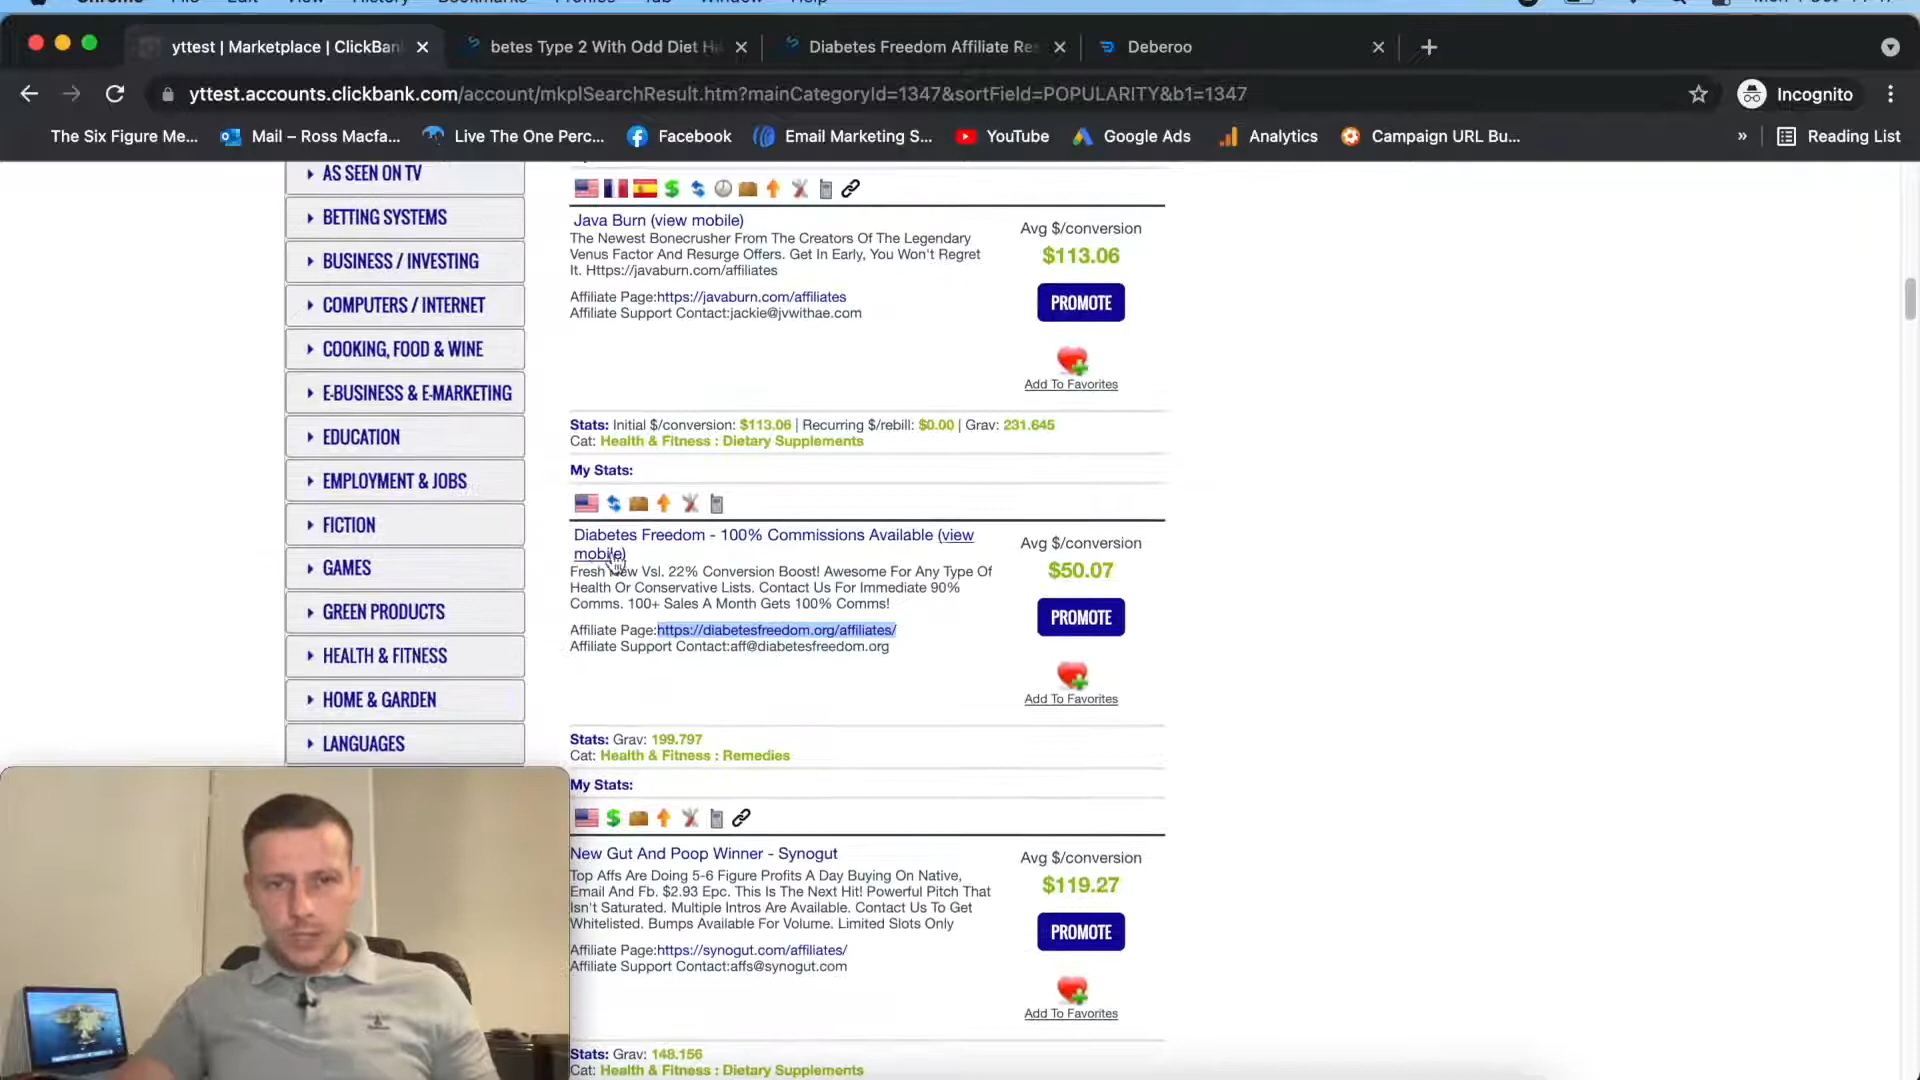 yttest | Marketplace | ClickBan
betes Type 2 With Odd Diet H
Diabetes Freedom Affiliate Re
Deberoo
yttest.accounts.clickbank.com/account/mkplSearchResult.htm?mainCategoryId=1347&sortField=POPULARITY&b1=1347
Incognito
The Six Figure Me...
Mail – Ross Macfa...
Live The One Perc...
Facebook
Email Marketing S...
YouTube
Google Ads
Analytics
Campaign URL Bu...
»
Reading List
AS SEEN ON TV
BETTING SYSTEMS
BUSINESS / INVESTING
COMPUTERS / INTERNET
COOKING, FOOD & WINE
E-BUSINESS & E-MARKETING
EDUCATION
EMPLOYMENT & JOBS
FICTION
GAMES
GREEN PRODUCTS
HEALTH & FITNESS
HOME & GARDEN
LANGUAGES
Java Burn (view mobile)
The Newest Bonecrusher From The Creators Of The Legendary
Venus Factor And Resurge Offers. Get In Early, You Won't Regret
It. Https://javaburn.com/affiliates
Affiliate Page:https://javaburn.com/affiliates
Affiliate Support Contact:jackie@jvwithae.com
Avg $/conversion
$113.06
PROMOTE
Add To Favorites
Stats: Initial $/conversion: $113.06 | Recurring $/rebill: $0.00 | Grav: 231.645
Cat: Health & Fitness : Dietary Supplements
My Stats:
Diabetes Freedom - 100% Commissions Available (view
mobile)
Fresh New Vsl. 22% Conversion Boost! Awesome For Any Type Of
Health Or Conservative Lists. Contact Us For Immediate 90%
Comms. 100+ Sales A Month Gets 100% Comms!
Affiliate Page:https://diabetesfreedom.org/affiliates/
Affiliate Support Contact:aff@diabetesfreedom.org
Avg $/conversion
$50.07
PROMOTE
Add To Favorites
Stats: Grav: 199.797
Cat: Health & Fitness : Remedies
My Stats:
New Gut And Poop Winner - Synogut
Top Affs Are Doing 5-6 Figure Profits A Day Buying On Native,
Email And Fb. $2.93 Epc. This Is The Next Hit! Powerful Pitch That
Isn't Saturated. Multiple Intros Are Available. Contact Us To Get
Whitelisted. Bumps Available For Volume. Limited Slots Only
Affiliate Page:https://synogut.com/affiliates/
Affiliate Support Contact:affs@synogut.com
Avg $/conversion
$119.27
PROMOTE
Add To Favorites
Stats: Grav: 148.156
Cat: Health & Fitness : Dietary Supplements